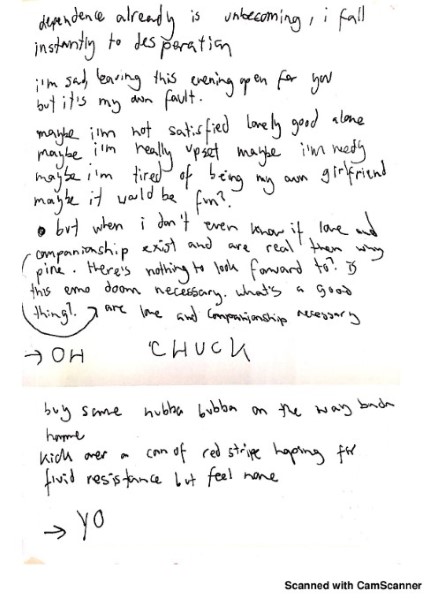 dependence already is unbecoming, i fall
instantly to desperation
i'm sad leaving this evening open for you
but it's my own fault.
maybe i'm not satisfied lonely good alone
maybe i'm really upset maybe i'm needy
maybe i'm tired of being my own girlfriend
maybe it would be fun?
but when i don't even know if love and
companionship exist and are real then why
pine. there's nothing to look forward to? is
this emo doom necessary. what's a good
thing? → are love and companionship necessary
→ OH CHUCK
buy some hubba bubba on the way
home
kick over a can of red stripe hoping for
fluid resistance but feel none
→ YO
Scanned with CamScanner